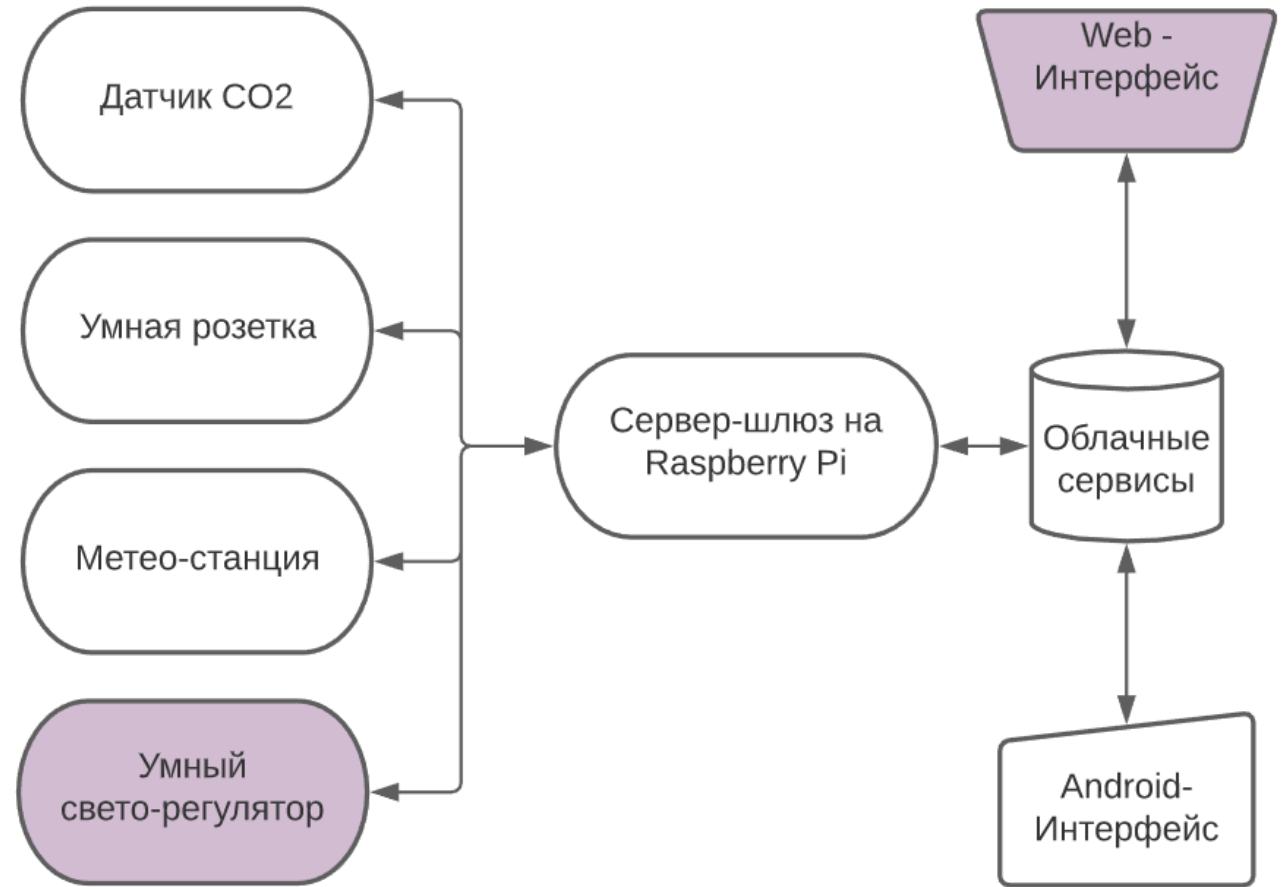 Датчик CO2
Умная розетка
Метео-станция
Умный
свето-регулятор
Сервер-шлюз на
Raspberry Pi
Web -
Интерфейс
Облачные
сервисы
Android-
Интерфейс